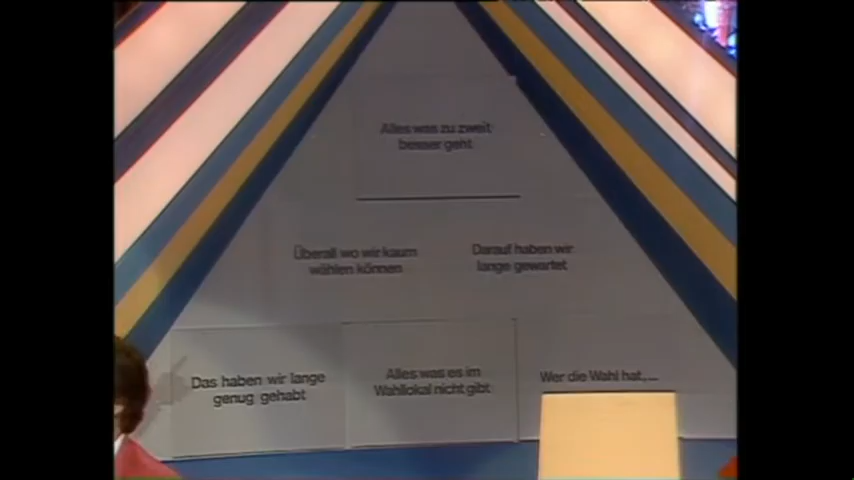 Alles was zu zweit
besser geht
Überall wo wir kaum
wählen können
Darauf haben wir
lange gewartet
Das haben wir lange
genug gehabt
Alles was es im
Wahllokal nicht gibt
Wer die Wahl hat,...